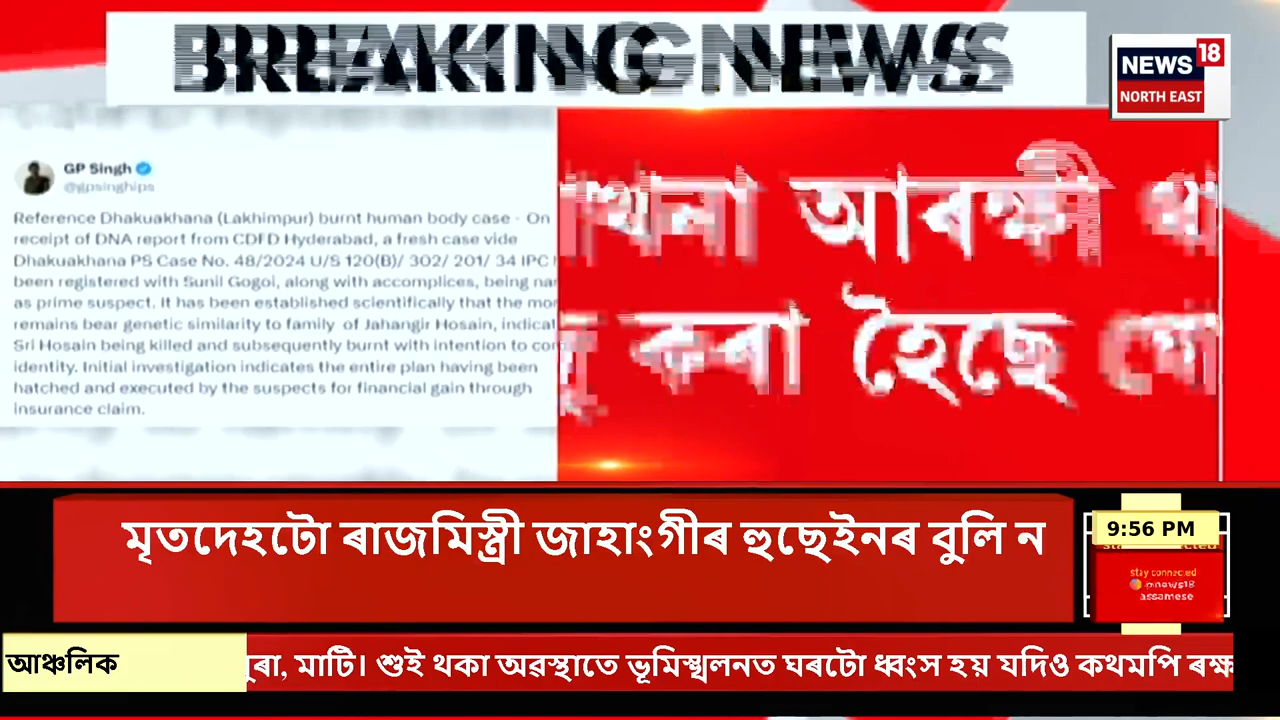 BREAKING NEWS
NEWS 18
NORTH EAST
GP Singh
@gpsinghips
Reference Dhakuakhana (Lakhimpur) burnt human body case - On
receipt of DNA report from CDFD Hyderabad, a fresh case vide
Dhakuakhana PS Case No. 48/2024 U/S 120(B)/ 302/ 201/ 34 IPC
been registered with Sunil Gogoi, along with accomplices, being
as prime suspect. It has been established scientifically that the
remains bear genetic similarity to family of Jahangir Hosain,
Sri Hosain being killed and subsequently burnt with intention to
identity. Initial investigation indicates the entire plan having been
hatched and executed by the suspects for financial gain through
insurance claim.
আৰক্ষী
কৰা হৈছে
মৃতদেহটো ৰাজমিস্ত্ৰী জাহাংগীৰ হুছেইনৰ বুলি ন
9:56 PM
stay connected
assamese
আঞ্চলিক
মাটি। শুই থকা অৱস্থাতে ভূমিস্খলনত ঘৰটো ধ্বংস হয় যদিও কথমপি